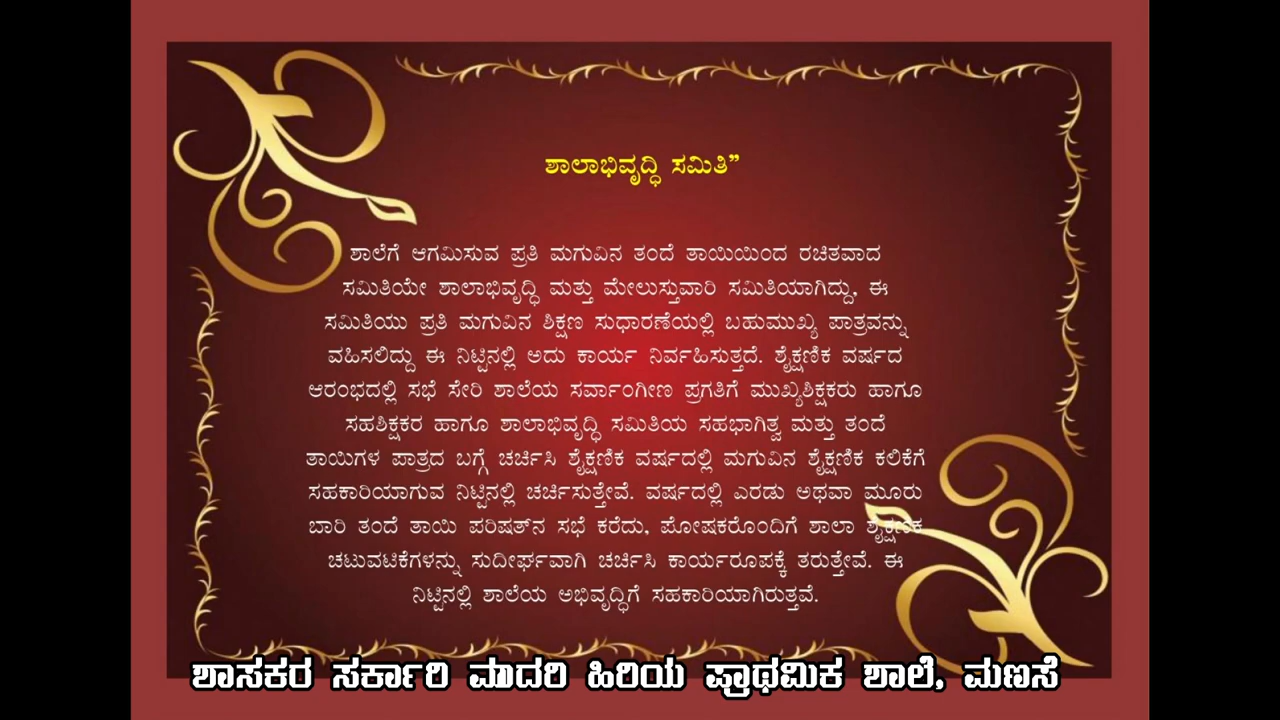 ಶಾಲಾಭಿವೃದ್ಧಿ ಸಮಿತಿ”
ಶಾಲೆಗೆ ಆಗಮಿಸುವ ಪ್ರತಿ ಮಗುವಿನ ತಂದೆ ತಾಯಿಯಿಂದ ರಚಿತವಾದ
ಸಮಿತಿಯೇ ಶಾಲಾಭಿವೃದ್ಧಿ ಮತ್ತು ಮೇಲುಸ್ತುವಾರಿ ಸಮಿತಿಯಾಗಿದ್ದು, ಈ
ಸಮಿತಿಯು ಪ್ರತಿ ಮಗುವಿನ ಶಿಕ್ಷಣ ಸುಧಾರಣೆಯಲ್ಲಿ ಬಹುಮುಖ್ಯ ಪಾತ್ರವನ್ನು
ವಹಿಸಲಿದ್ದು ಈ ನಿಟ್ಟಿನಲ್ಲಿ ಅದು ಕಾರ್ಯ ನಿರ್ವಹಿಸುತ್ತದೆ. ಶೈಕ್ಷಣಿಕ ವರ್ಷದ
ಆರಂಭದಲ್ಲಿ ಸಭೆ ಸೇರಿ ಶಾಲೆಯ ಸರ್ವಾಂಗೀಣ ಪ್ರಗತಿಗೆ ಮುಖ್ಯಶಿಕ್ಷಕರು ಹಾಗೂ
ಸಹಶಿಕ್ಷಕರ ಹಾಗೂ ಶಾಲಾಭಿವೃದ್ಧಿ ಸಮಿತಿಯ ಸಹಭಾಗಿತ್ವ ಮತ್ತು ತಂದೆ
ತಾಯಿಗಳ ಪಾತ್ರದ ಬಗ್ಗೆ ಚರ್ಚಿಸಿ ಶೈಕ್ಷಣಿಕ ವರ್ಷದಲ್ಲಿ ಮಗುವಿನ ಶೈಕ್ಷಣಿಕ ಕಲಿಕೆಗೆ
ಸಹಕಾರಿಯಾಗುವ ನಿಟ್ಟಿನಲ್ಲಿ ಚರ್ಚಿಸುತ್ತೇವೆ. ವರ್ಷದಲ್ಲಿ ಎರಡು ಅಥವಾ ಮೂರು
ಬಾರಿ ತಂದೆ ತಾಯಿ ಪರಿಷತ್‌ನ ಸಭೆ ಕರೆದು, ಪೋಷಕರೊಂದಿಗೆ ಶಾಲಾ ಶೈಕ್ಷಣಿಕ
ಚಟುವಟಿಕೆಗಳನ್ನು ಸುದೀರ್ಘವಾಗಿ ಚರ್ಚಿಸಿ ಕಾರ್ಯರೂಪಕ್ಕೆ ತರುತ್ತೇವೆ. ಈ
ನಿಟ್ಟಿನಲ್ಲಿ ಶಾಲೆಯ ಅಭಿವೃದ್ಧಿಗೆ ಸಹಕಾರಿಯಾಗಿರುತ್ತವೆ.
ಶಾಸಕರ ಸರ್ಕಾರಿ ಮಾದರಿ ಹಿರಿಯ ಪ್ರಾಥಮಿಕ ಶಾಲೆ, ಮಣಸೆ